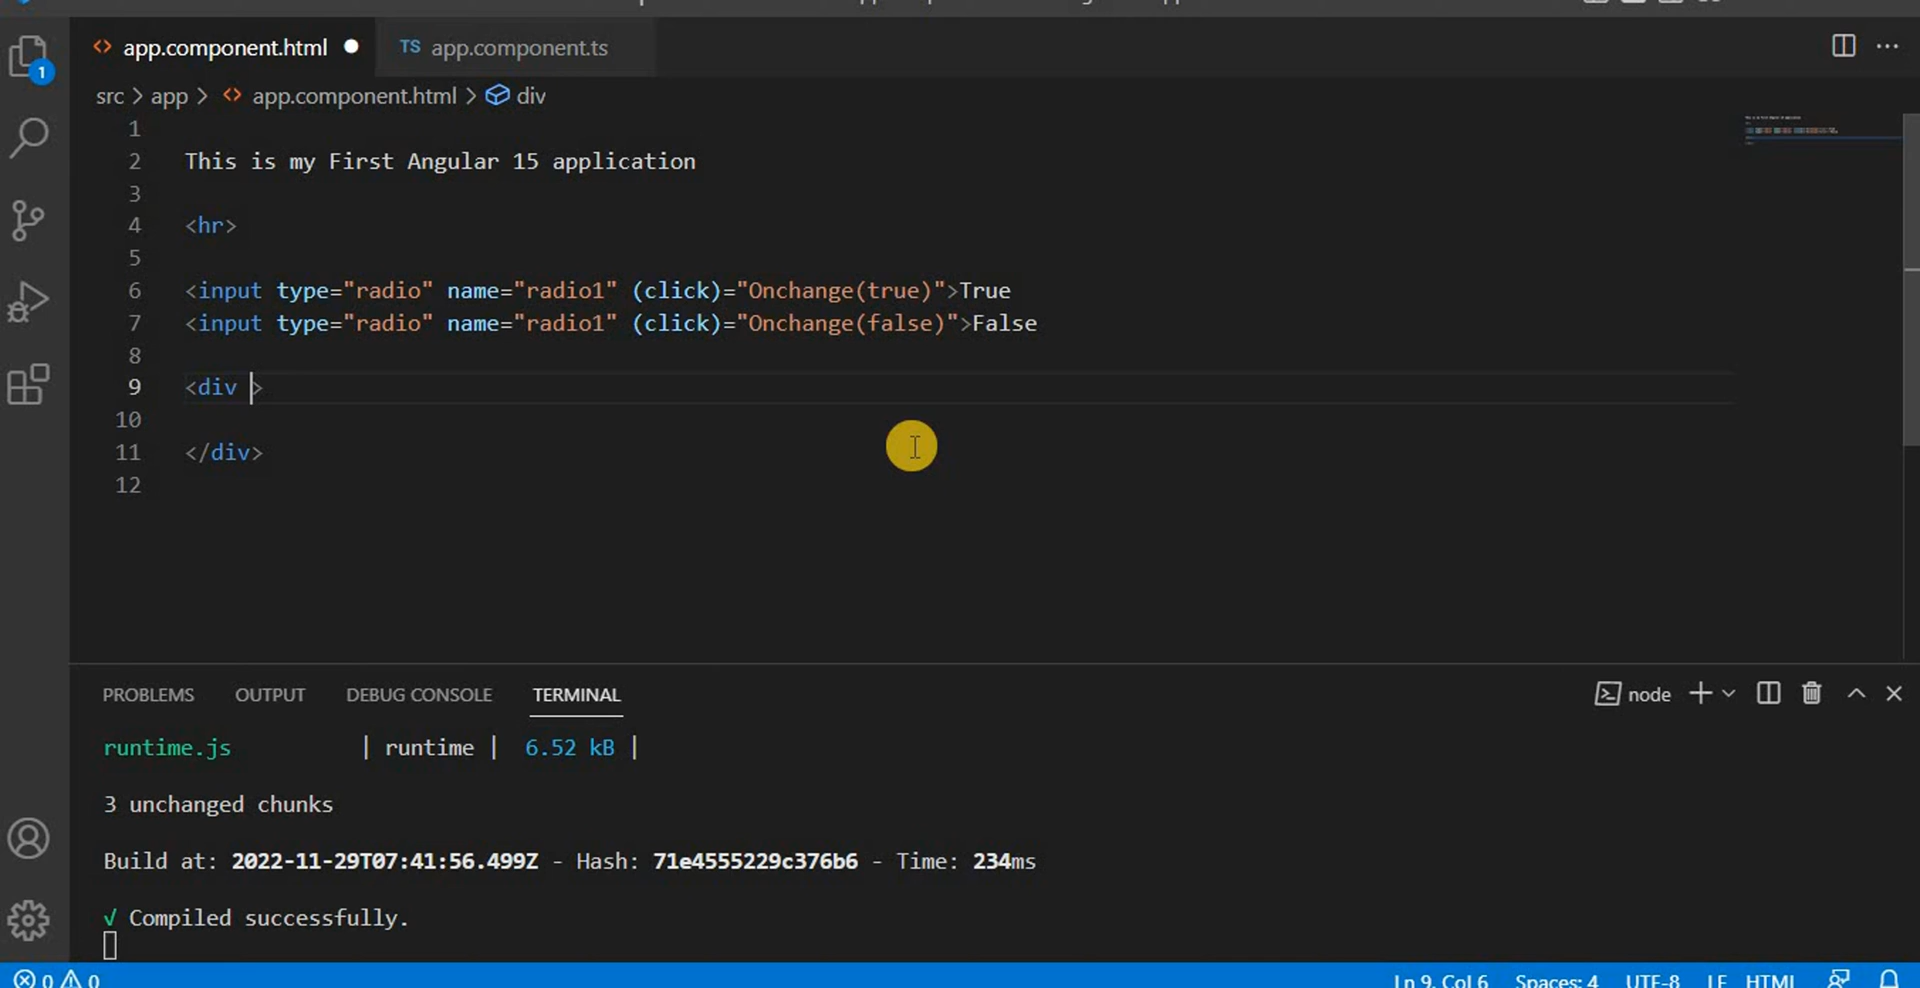 app.component.html TS app.component.ts
1
src > app > <> app.component.html > div
1
2 This is my First Angular 15 application
3
4 <hr>
5
6 <input type="radio" name="radio1" (click)="Onchange(true)">True
7 <input type="radio" name="radio1" (click)="Onchange(false)">False
8
9 <div >
10
11 </div>
12
PROBLEMS OUTPUT DEBUG CONSOLE TERMINAL node
runtime.js | runtime | 6.52 kB |
3 unchanged chunks
Build at: 2022-11-29T07:41:56.499Z - Hash: 71e4555229c376b6 - Time: 234ms
√ Compiled successfully.
0 0 Ln 9, Col 6 Spaces: 4 UTF-8 LF HTML